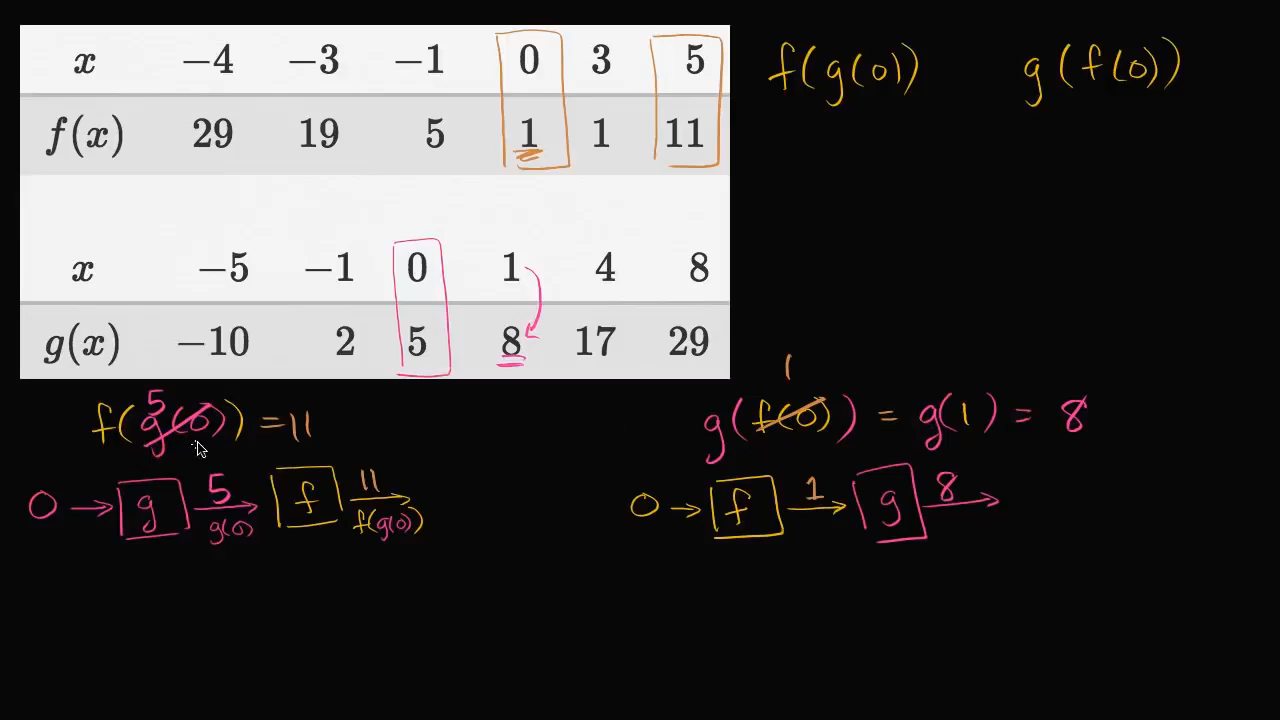 x −4 −3 −1 0 3 5 f(g(0)) g(f(0))
f(x) 29 19 5 1 1 11
x −5 −1 0 1 4 8
g(x) −10 2 5 8 17 29
5 1
f(g(0)) = 11 g(f(0)) = g(1) = 8
0 → g 5 → f 11 → 0 → f 1 → g 8 →
g(0) f(g(0))